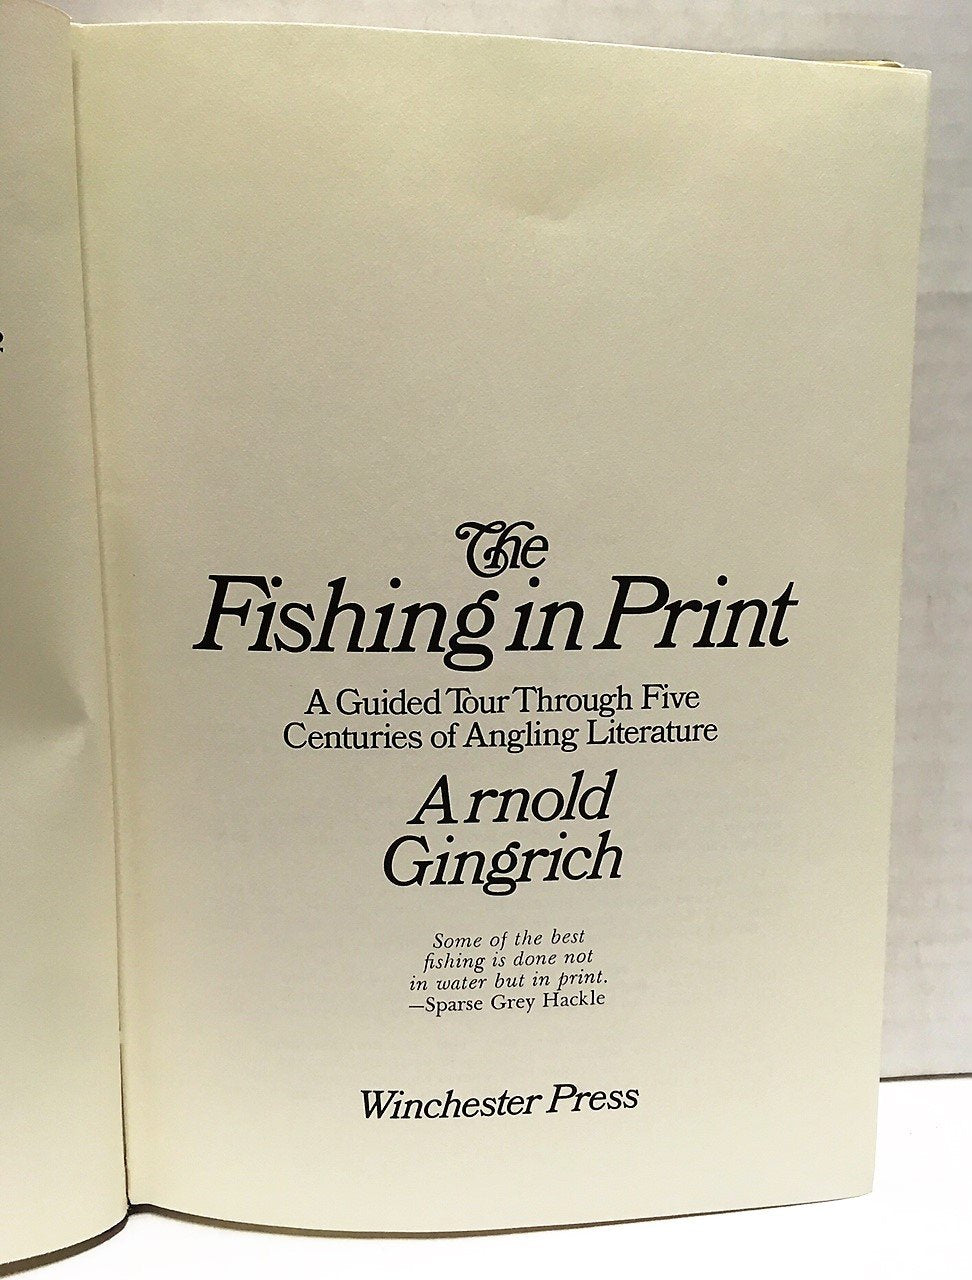 The
Fishing in Print
A Guided Tour Through Five
Centuries of Angling Literature
Arnold
Gingrich
Some of the best
fishing is done not
in water but in print.
—Sparse Grey Hackle
Winchester Press